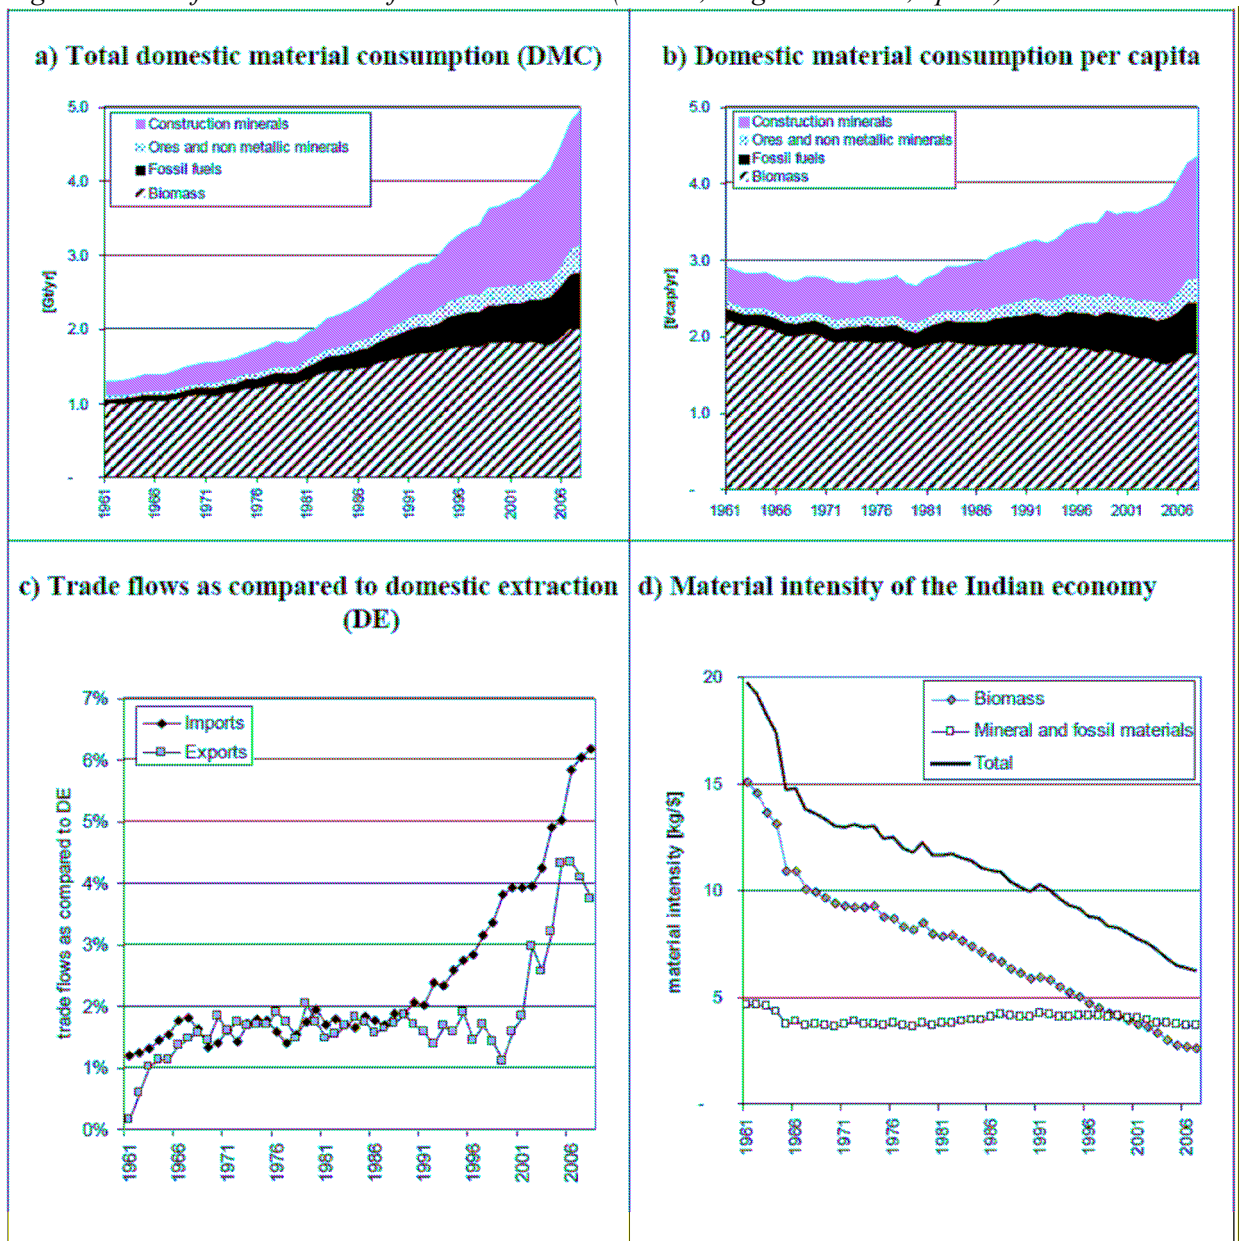 a) Total domestic material consumption (DMC)
5.0
4.0
3.0
2.0
1.0
-
[Gt/yr]
Construction minerals
Ores and non metallic minerals
Fossil fuels
Biomass
1961
1966
1971
1976
1981
1986
1991
1996
2001
2006
b) Domestic material consumption per capita
5.0
4.0
3.0
2.0
1.0
-
[t/cap/yr]
Construction minerals
Ores and non metallic minerals
Fossil fuels
Biomass
1961
1966
1971
1976
1981
1986
1991
1996
2001
2006
c) Trade flows as compared to domestic extraction
(DE)
7%
6%
5%
4%
3%
2%
1%
0%
trade flows as compared to DE
Imports
Exports
1961
1966
1971
1976
1981
1986
1991
1996
2001
2006
d) Material intensity of the Indian economy
20
15
10
5
-
material intensity [kg/$]
Biomass
Mineral and fossil materials
Total
1961
1966
1971
1976
1981
1986
1991
1996
2001
2006